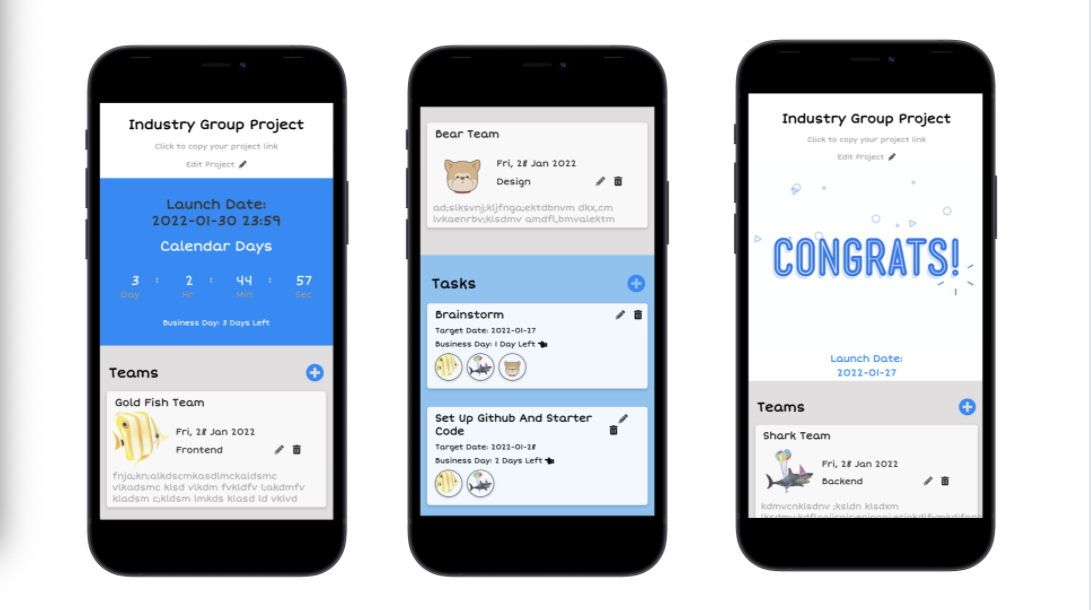 Industry Group Project
Click to copy your project link
Edit Project
Launch Date:
2022-01-30 23:59
Calendar Days
3 : 2 : 44 : 57
Day Hr Min Sec
Business Day: 3 Days Left
Teams
Gold Fish Team
Fri, 28 Jan 2022
Frontend
fnja;kn;alkdscmkasdlmckaldsmc
vlkadsmc klsd vlkdm fvkldfv l;akdmfv
kladsm c;kldsm lmkds klasd ld vklvd
Bear Team
Fri, 28 Jan 2022
Design
ad;slksvnj;kljfnga;ektdbnvm dkx,cm
lvkaenrbv;klsdmv amdfl,bmvalektm
Tasks
Brainstorm
Target Date: 2022-01-27
Business Day: 1 Day Left
Set Up Github And Starter
Code
Target Date: 2022-01-28
Business Day: 2 Days Left
Industry Group Project
Click to copy your project link
Edit Project
CONGRATS!
Launch Date:
2022-01-27
Teams
Shark Team
Fri, 28 Jan 2022
Backend
kdmvcnklsdnv ;ksldn klsdxm